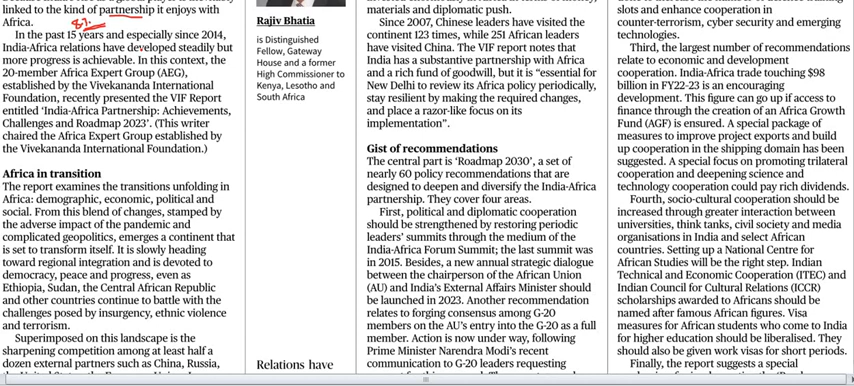 linked to the kind of partnership it enjoys with
Africa.
8%
In the past 15 years and especially since 2014,
India-Africa relations have developed steadily but
more progress is achievable. In this context, the
20-member Africa Expert Group (AEG),
established by the Vivekananda International
Foundation, recently presented the VIF Report
entitled ‘India-Africa Partnership: Achievements,
Challenges and Roadmap 2023’. (This writer
chaired the Africa Expert Group established by
the Vivekananda International Foundation.)
Africa in transition
The report examines the transitions unfolding in
Africa: demographic, economic, political and
social. From this blend of changes, stamped by
the adverse impact of the pandemic and
complicated geopolitics, emerges a continent that
is set to transform itself. It is slowly heading
toward regional integration and is devoted to
democracy, peace and progress, even as
Ethiopia, Sudan, the Central African Republic
and other countries continue to battle with the
challenges posed by insurgency, ethnic violence
and terrorism.
Superimposed on this landscape is the
sharpening competition among at least half a
dozen external partners such as China, Russia,
Rajiv Bhatia
is Distinguished
Fellow, Gateway
House and a former
High Commissioner to
Kenya, Lesotho and
South Africa
Relations have
materials and diplomatic push.
Since 2007, Chinese leaders have visited the
continent 123 times, while 251 African leaders
have visited China. The VIF report notes that
India has a substantive partnership with Africa
and a rich fund of goodwill, but it is “essential for
New Delhi to review its Africa policy periodically,
stay resilient by making the required changes,
and place a razor-like focus on its
implementation”.
Gist of recommendations
The central part is ‘Roadmap 2030’, a set of
nearly 60 policy recommendations that are
designed to deepen and diversify the India-Africa
partnership. They cover four areas.
First, political and diplomatic cooperation
should be strengthened by restoring periodic
leaders’ summits through the medium of the
India-Africa Forum Summit; the last summit was
in 2015. Besides, a new annual strategic dialogue
between the chairperson of the African Union
(AU) and India’s External Affairs Minister should
be launched in 2023. Another recommendation
relates to forging consensus among G-20
members on the AU’s entry into the G-20 as a full
member. Action is now under way, following
Prime Minister Narendra Modi’s recent
communication to G-20 leaders requesting
slots and enhance cooperation in
counter-terrorism, cyber security and emerging
technologies.
Third, the largest number of recommendations
relate to economic and development
cooperation. India-Africa trade touching $98
billion in FY22-23 is an encouraging
development. This figure can go up if access to
finance through the creation of an Africa Growth
Fund (AGF) is ensured. A special package of
measures to improve project exports and build
up cooperation in the shipping domain has been
suggested. A special focus on promoting trilateral
cooperation and deepening science and
technology cooperation could pay rich dividends.
Fourth, socio-cultural cooperation should be
increased through greater interaction between
universities, think tanks, civil society and media
organisations in India and select African
countries. Setting up a National Centre for
African Studies will be the right step. Indian
Technical and Economic Cooperation (ITEC) and
Indian Council for Cultural Relations (ICCR)
scholarships awarded to Africans should be
named after famous African figures. Visa
measures for African students who come to India
for higher education should be liberalised. They
should also be given work visas for short periods.
Finally, the report suggests a special